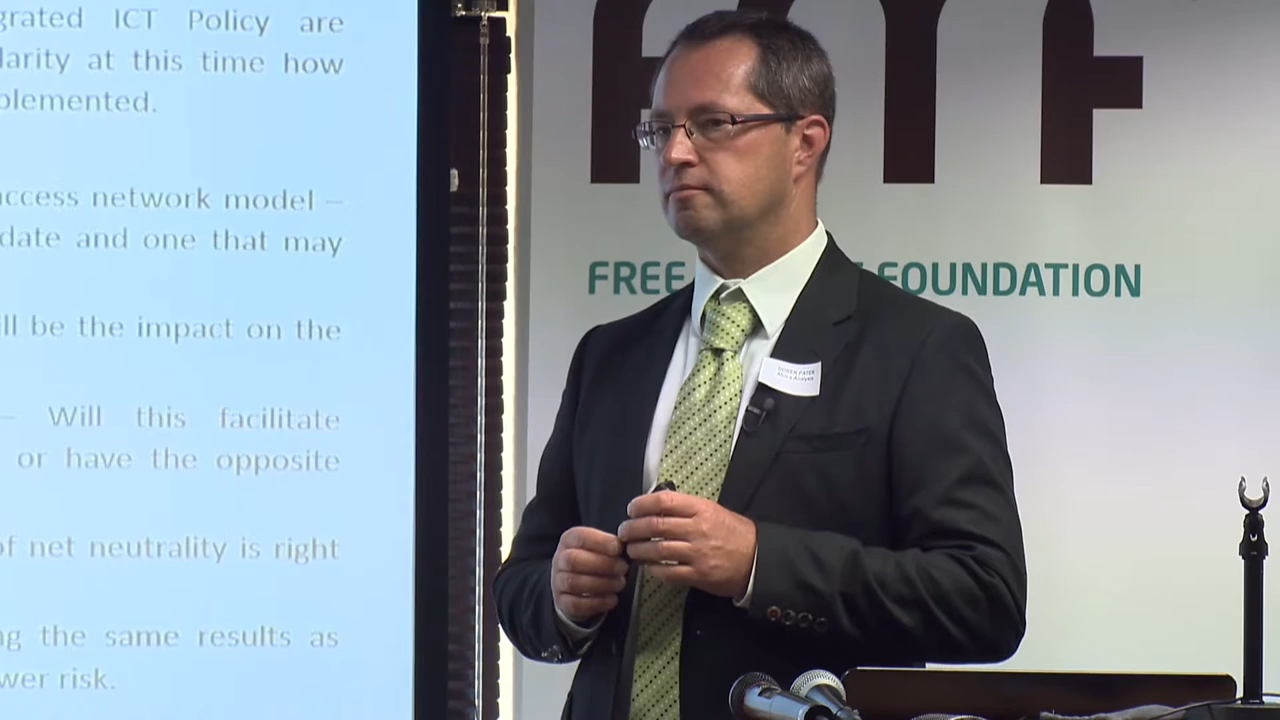 grated ICT Policy are
larity at this time how
plemented.
access network model –
date and one that may
ll be the impact on the
– Will this facilitate
or have the opposite
of net neutrality is right
ng the same results as
wer risk.
FMF
FREE
FOUNDATION